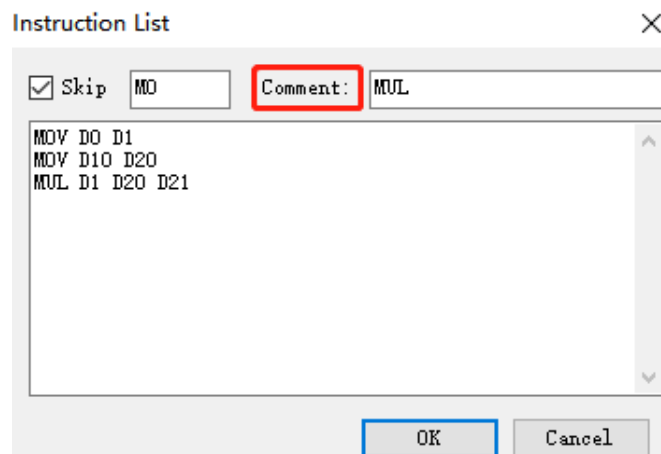 Instruction List
Skip M0 Comment: MUL
MOV D0 D1
MOV D10 D20
MUL D1 D20 D21
OK Cancel